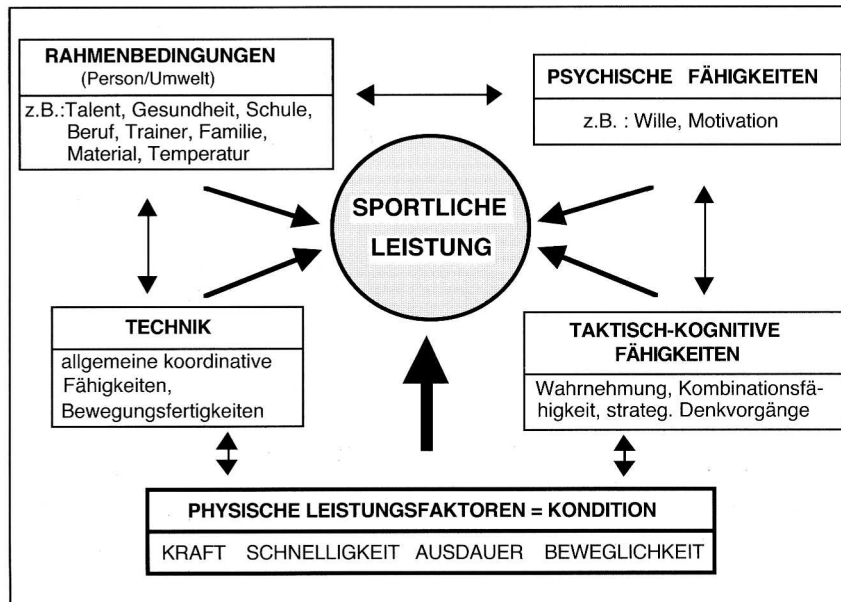 RAHMENBEDINGUNGEN
(Person/Umwelt)
z.B.:Talent, Gesundheit, Schule,
Beruf, Trainer, Familie,
Material, Temperatur
PSYCHISCHE FÄHIGKEITEN
z.B. : Wille, Motivation
SPORTLICHE
LEISTUNG
TECHNIK
allgemeine koordinative
Fähigkeiten,
Bewegungsfertigkeiten
TAKTISCH-KOGNITIVE
FÄHIGKEITEN
Wahrnehmung, Kombinationsfä-
higkeit, strateg. Denkvorgänge
PHYSISCHE LEISTUNGSFAKTOREN = KONDITION
KRAFT SCHNELLIGKEIT AUSDAUER BEWEGLICHKEIT